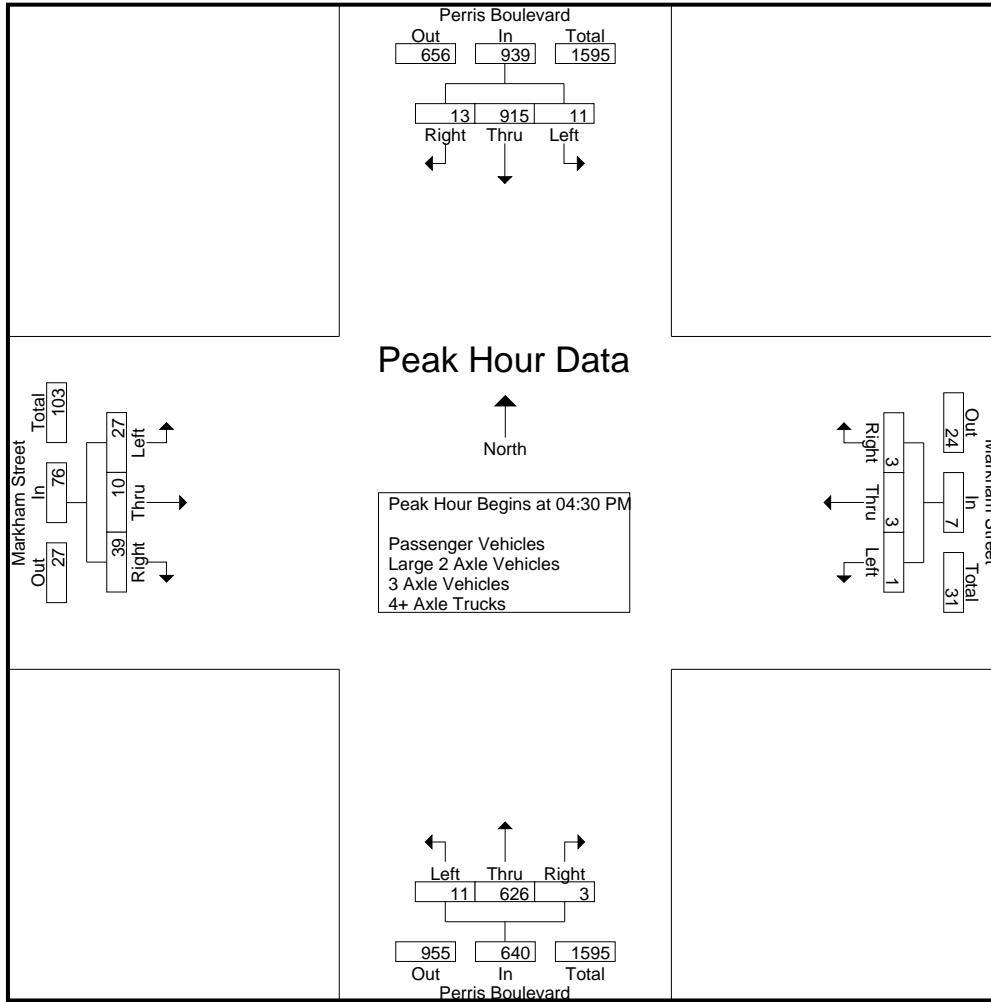 Perris Boulevard
Out In Total
656 939 1595
13 915 11
Right Thru Left
Peak Hour Data
North
Peak Hour Begins at 04:30 PM
Passenger Vehicles
Large 2 Axle Vehicles
3 Axle Vehicles
4+ Axle Trucks
Markham Street
Out In Total
27 76 103
39 10 27
Right Thru Left
Markham Street
Out In Total
24 7 31
3 3 1
Right Thru Left
Left Thru Right
11 626 3
955 640 1595
Out In Total
Perris Boulevard